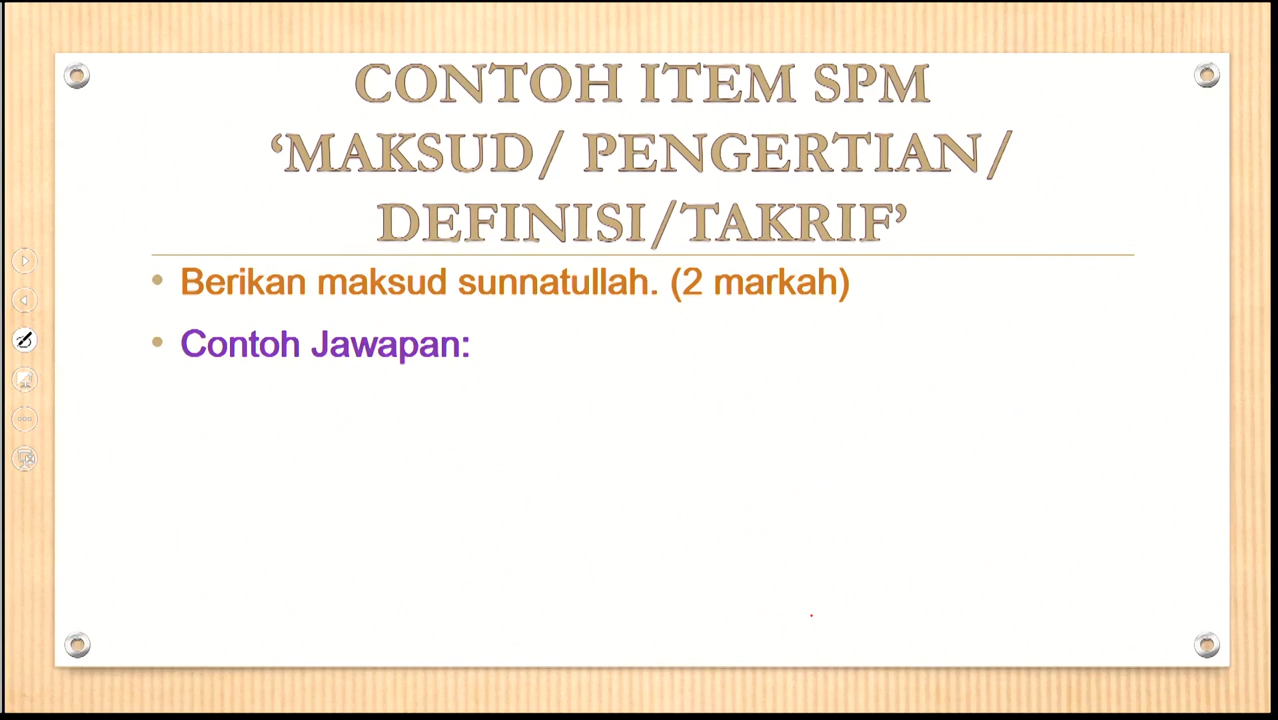 CONTOH ITEM SPM
‘MAKSUD/ PENGERTIAN/
DEFINISI/TAKRIF’
• Berikan maksud sunnatullah. (2 markah)
• Contoh Jawapan: